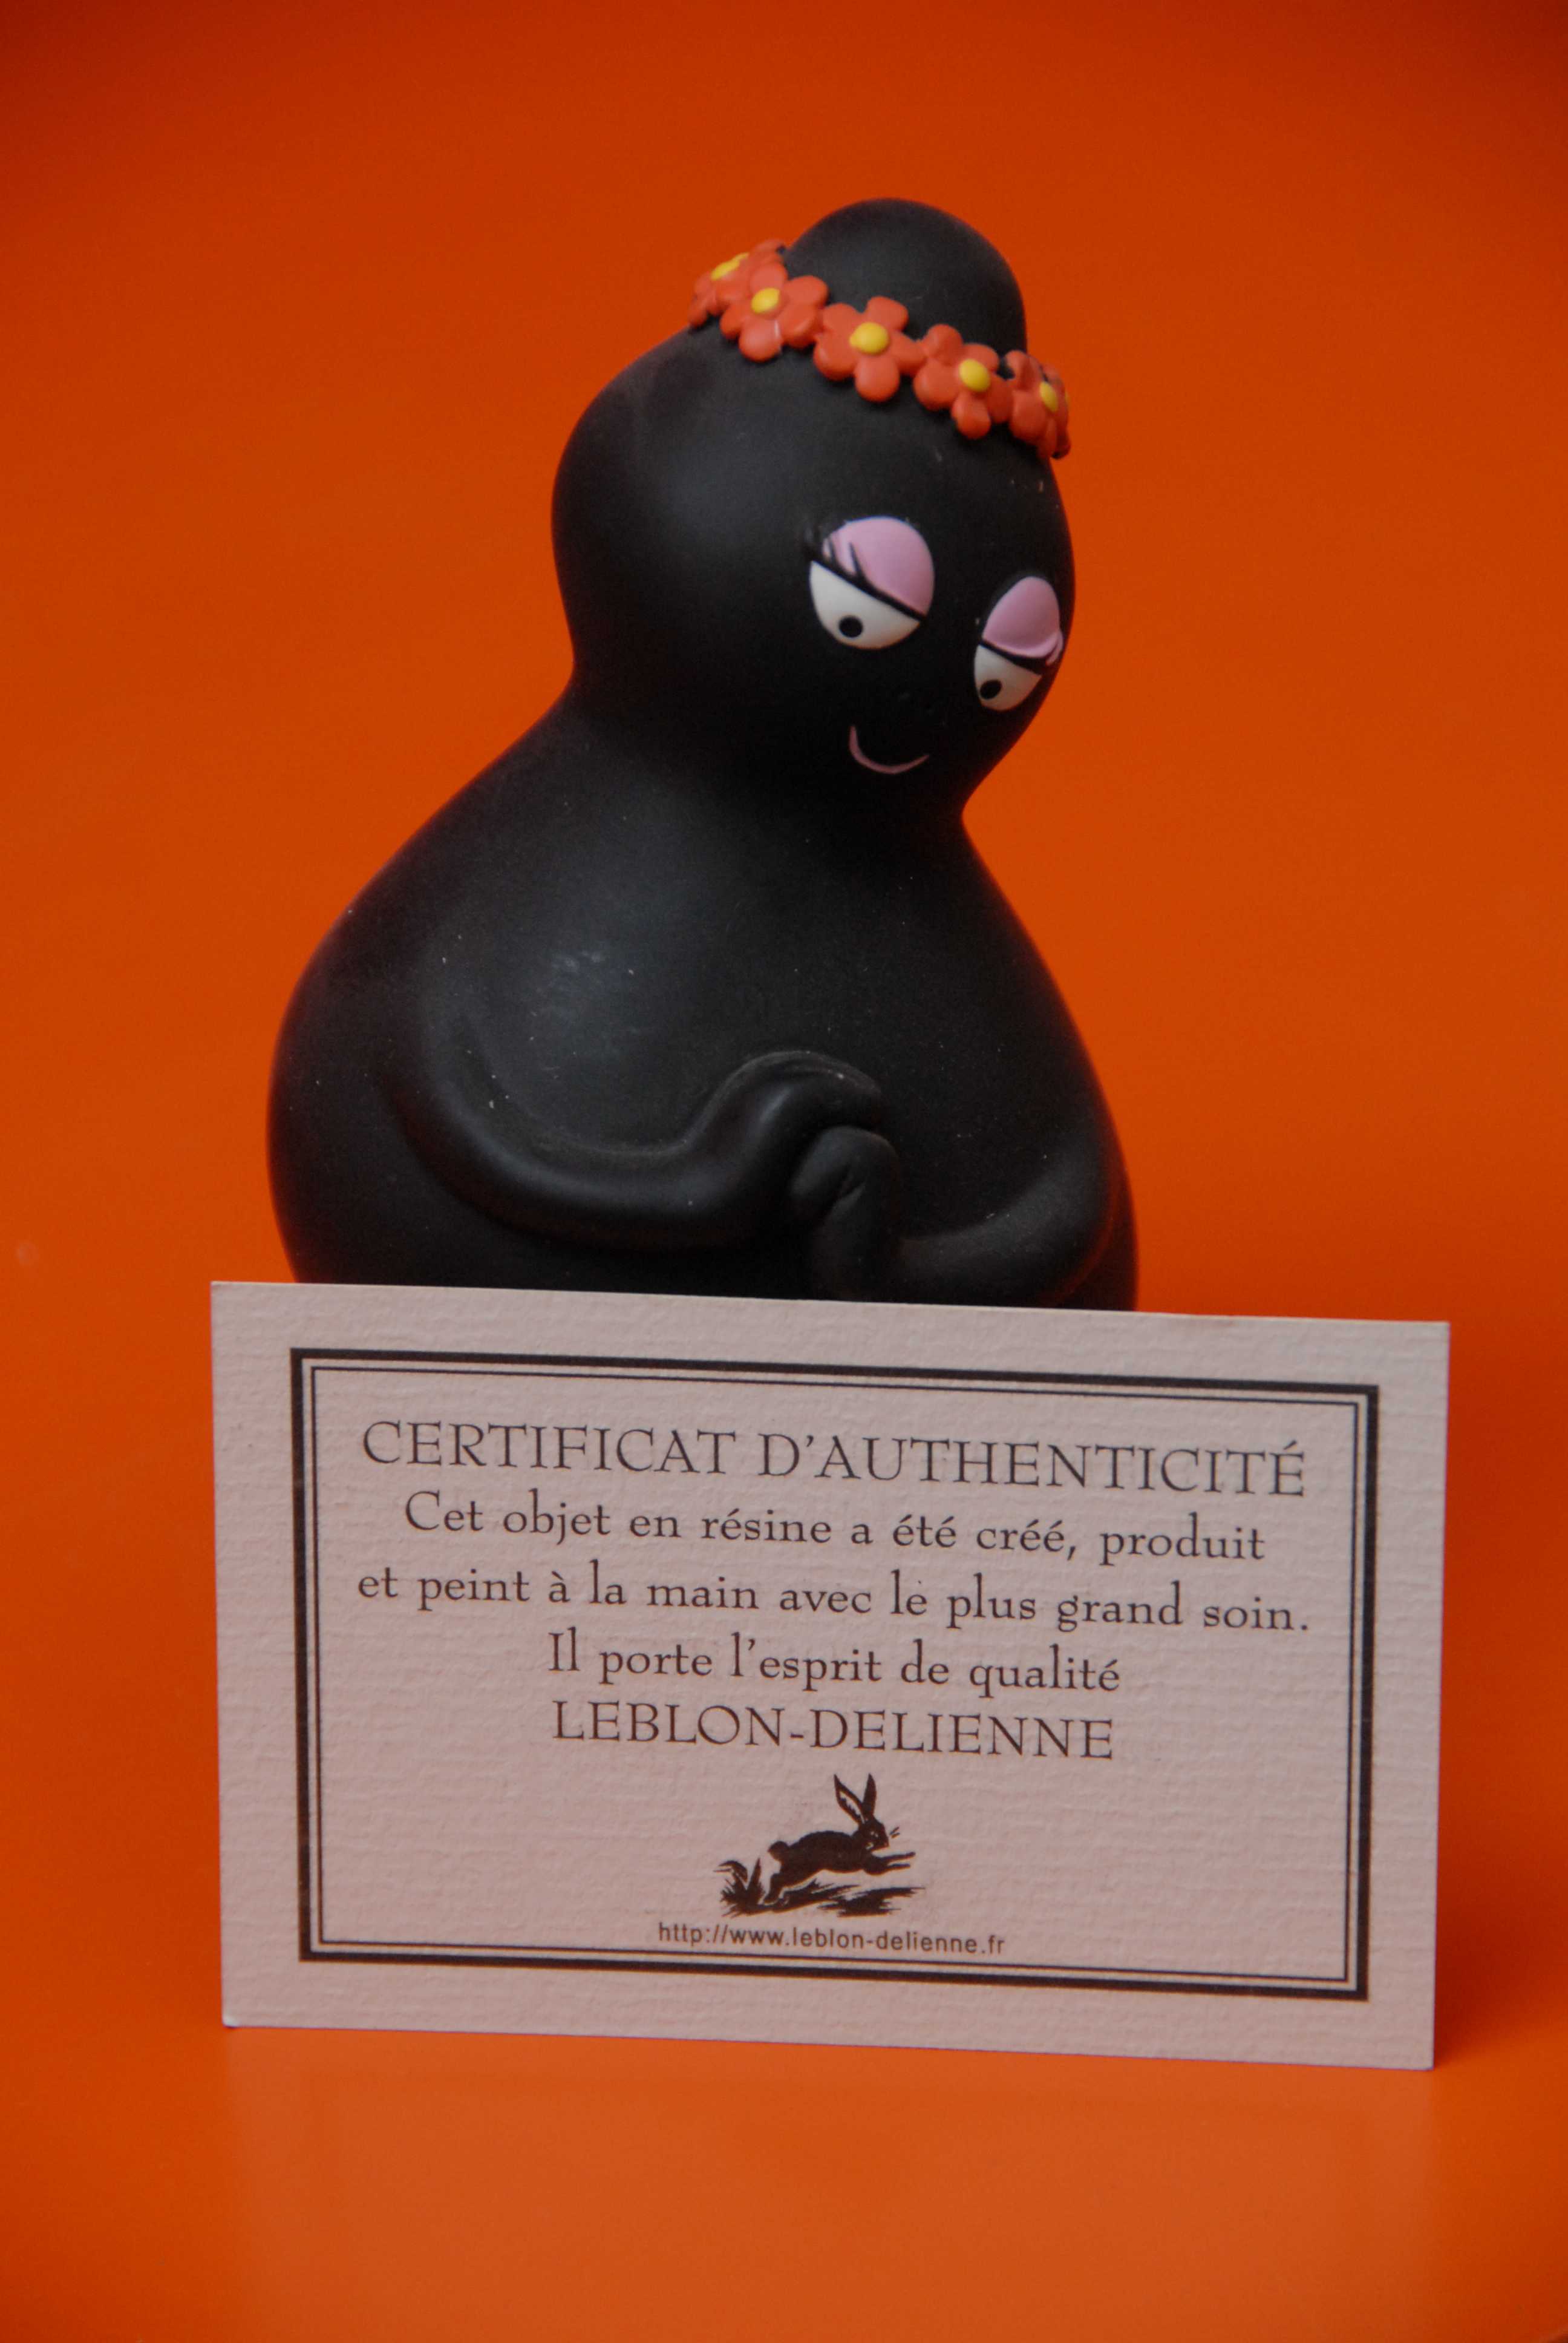 CERTIFICAT D'AUTHENTICITÉ
Cet objet en résine a été créé, produit
et peint à la main avec le plus grand soin.
Il porte l'esprit de qualité
LEBLON-DELIENNE
http://www.leblon-delienne.fr